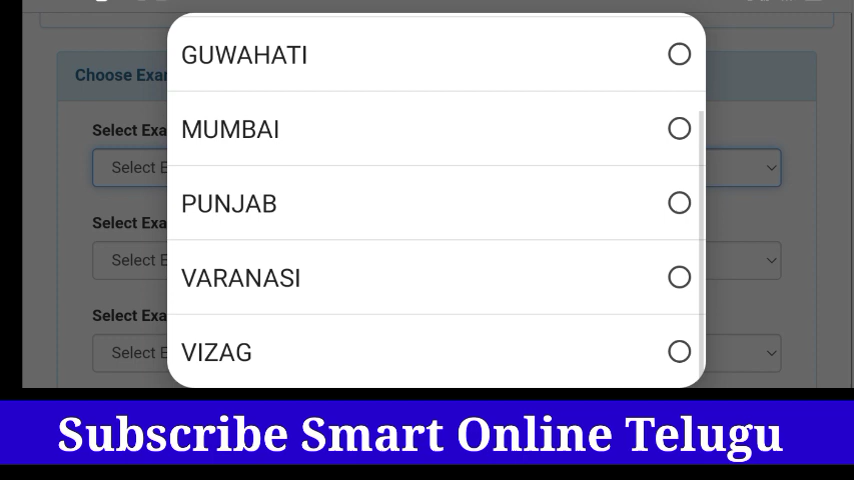 GUWAHATI
Choose Exa
Select Exa
MUMBAI
Select E
PUNJAB
Select Exa
Select E
VARANASI
Select Exa
Select E
VIZAG
Subscribe Smart Online Telugu